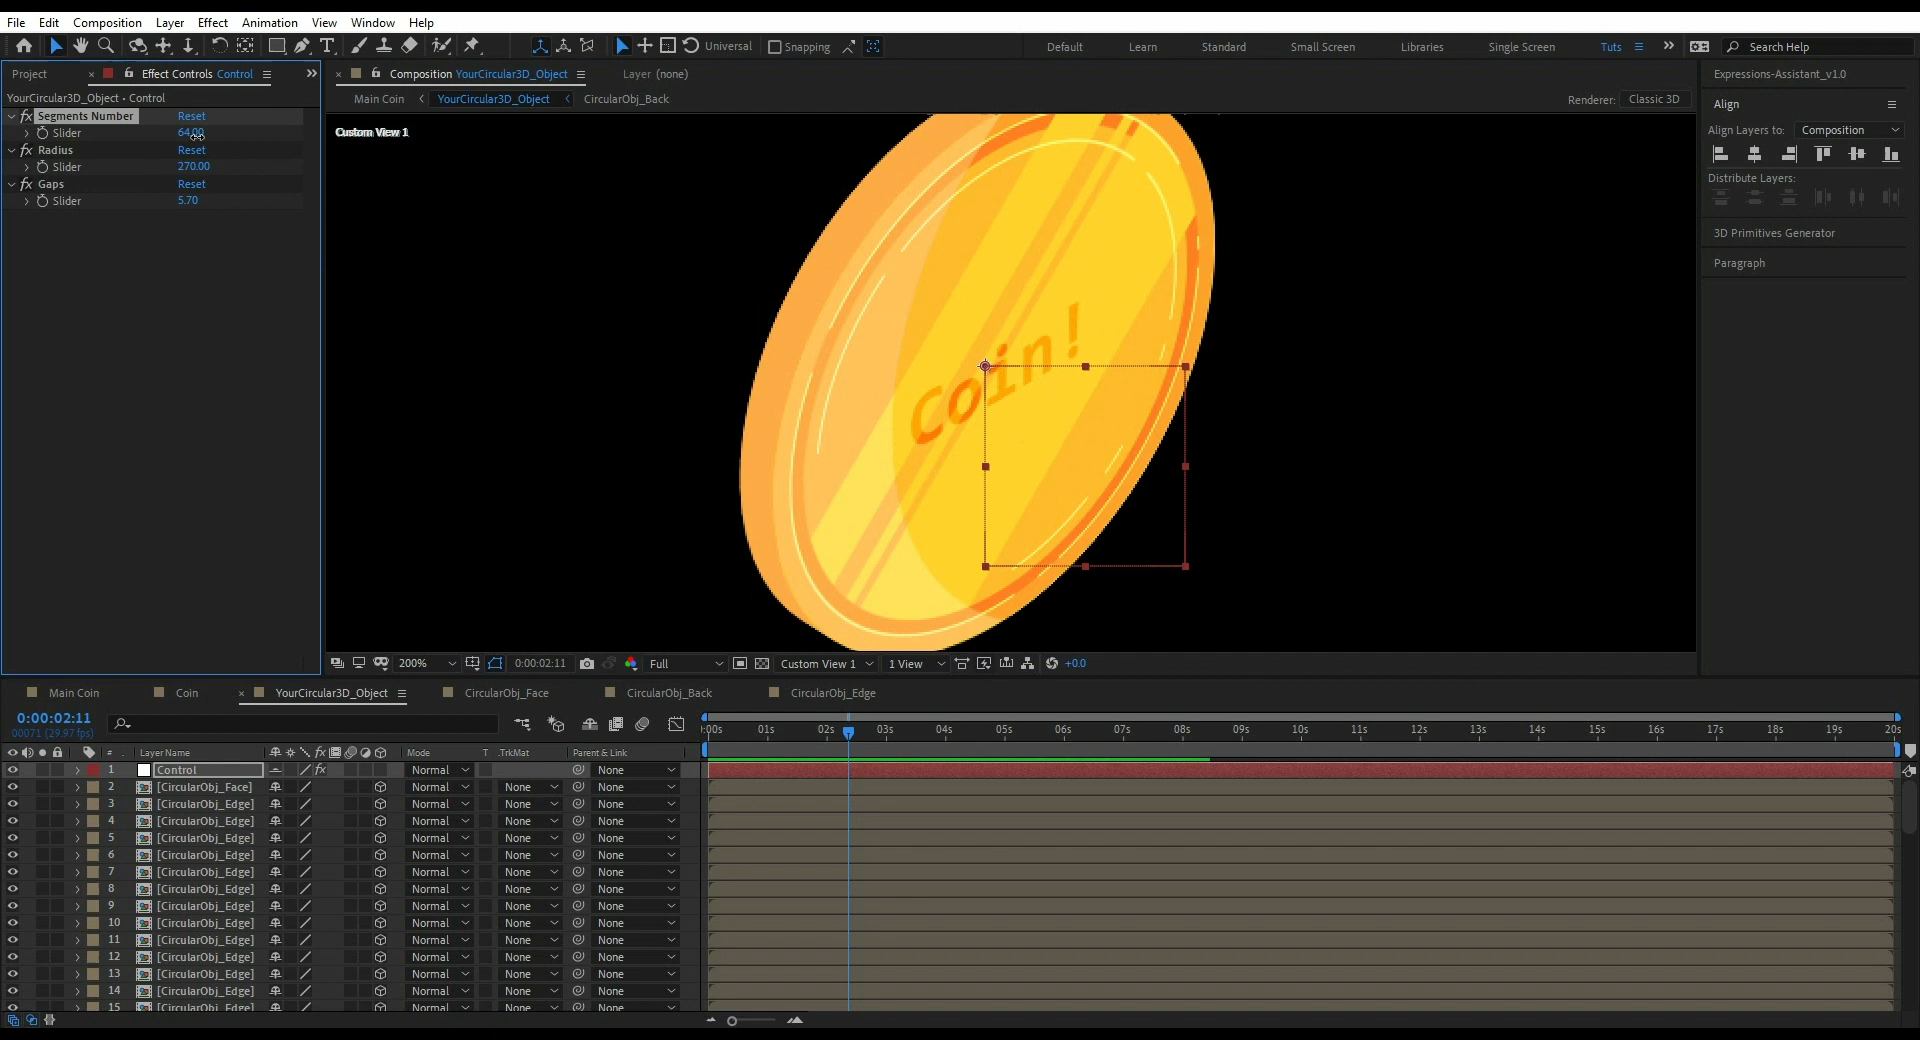 File Edit Composition Layer Effect Animation View Window Help
Universal Snapping Default Learn Standard Small Screen Libraries Single Screen Tuts Search Help
Project Effect Controls Control
Composition YourCircular3D_Object Layer (none)
Expressions-Assistant_v1.0
YourCircular3D_Object • Control
Main Coin YourCircular3D_Object CircularObj_Back Renderer: Classic 3D
Align
fx Segments Number Reset
Slider 64.00
fx Radius Reset
Slider 270.00
fx Gaps Reset
Slider 5.70
Custom View 1
Coin!
Align Layers to: Composition
Distribute Layers:
3D Primitives Generator
Paragraph
200% 0:00:02:11 Full Custom View 1 1 View +0.0
Main Coin Coin YourCircular3D_Object CircularObj_Face CircularObj_Back CircularObj_Edge
0:00:02:11
00071 (29.97 fps)
:00s 01s 02s 03s 04s 05s 06s 07s 08s 09s 10s 11s 12s 13s 14s 15s 16s 17s 18s 19s 20s
# Layer Name fx Mode T .TrkMat Parent & Link
1 Control fx Normal None
2 [CircularObj_Face] Normal None None
3 [CircularObj_Edge] Normal None None
4 [CircularObj_Edge] Normal None None
5 [CircularObj_Edge] Normal None None
6 [CircularObj_Edge] Normal None None
7 [CircularObj_Edge] Normal None None
8 [CircularObj_Edge] Normal None None
9 [CircularObj_Edge] Normal None None
10 [CircularObj_Edge] Normal None None
11 [CircularObj_Edge] Normal None None
12 [CircularObj_Edge] Normal None None
13 [CircularObj_Edge] Normal None None
14 [CircularObj_Edge] Normal None None
15 [CircularObj_Edge] Normal None None